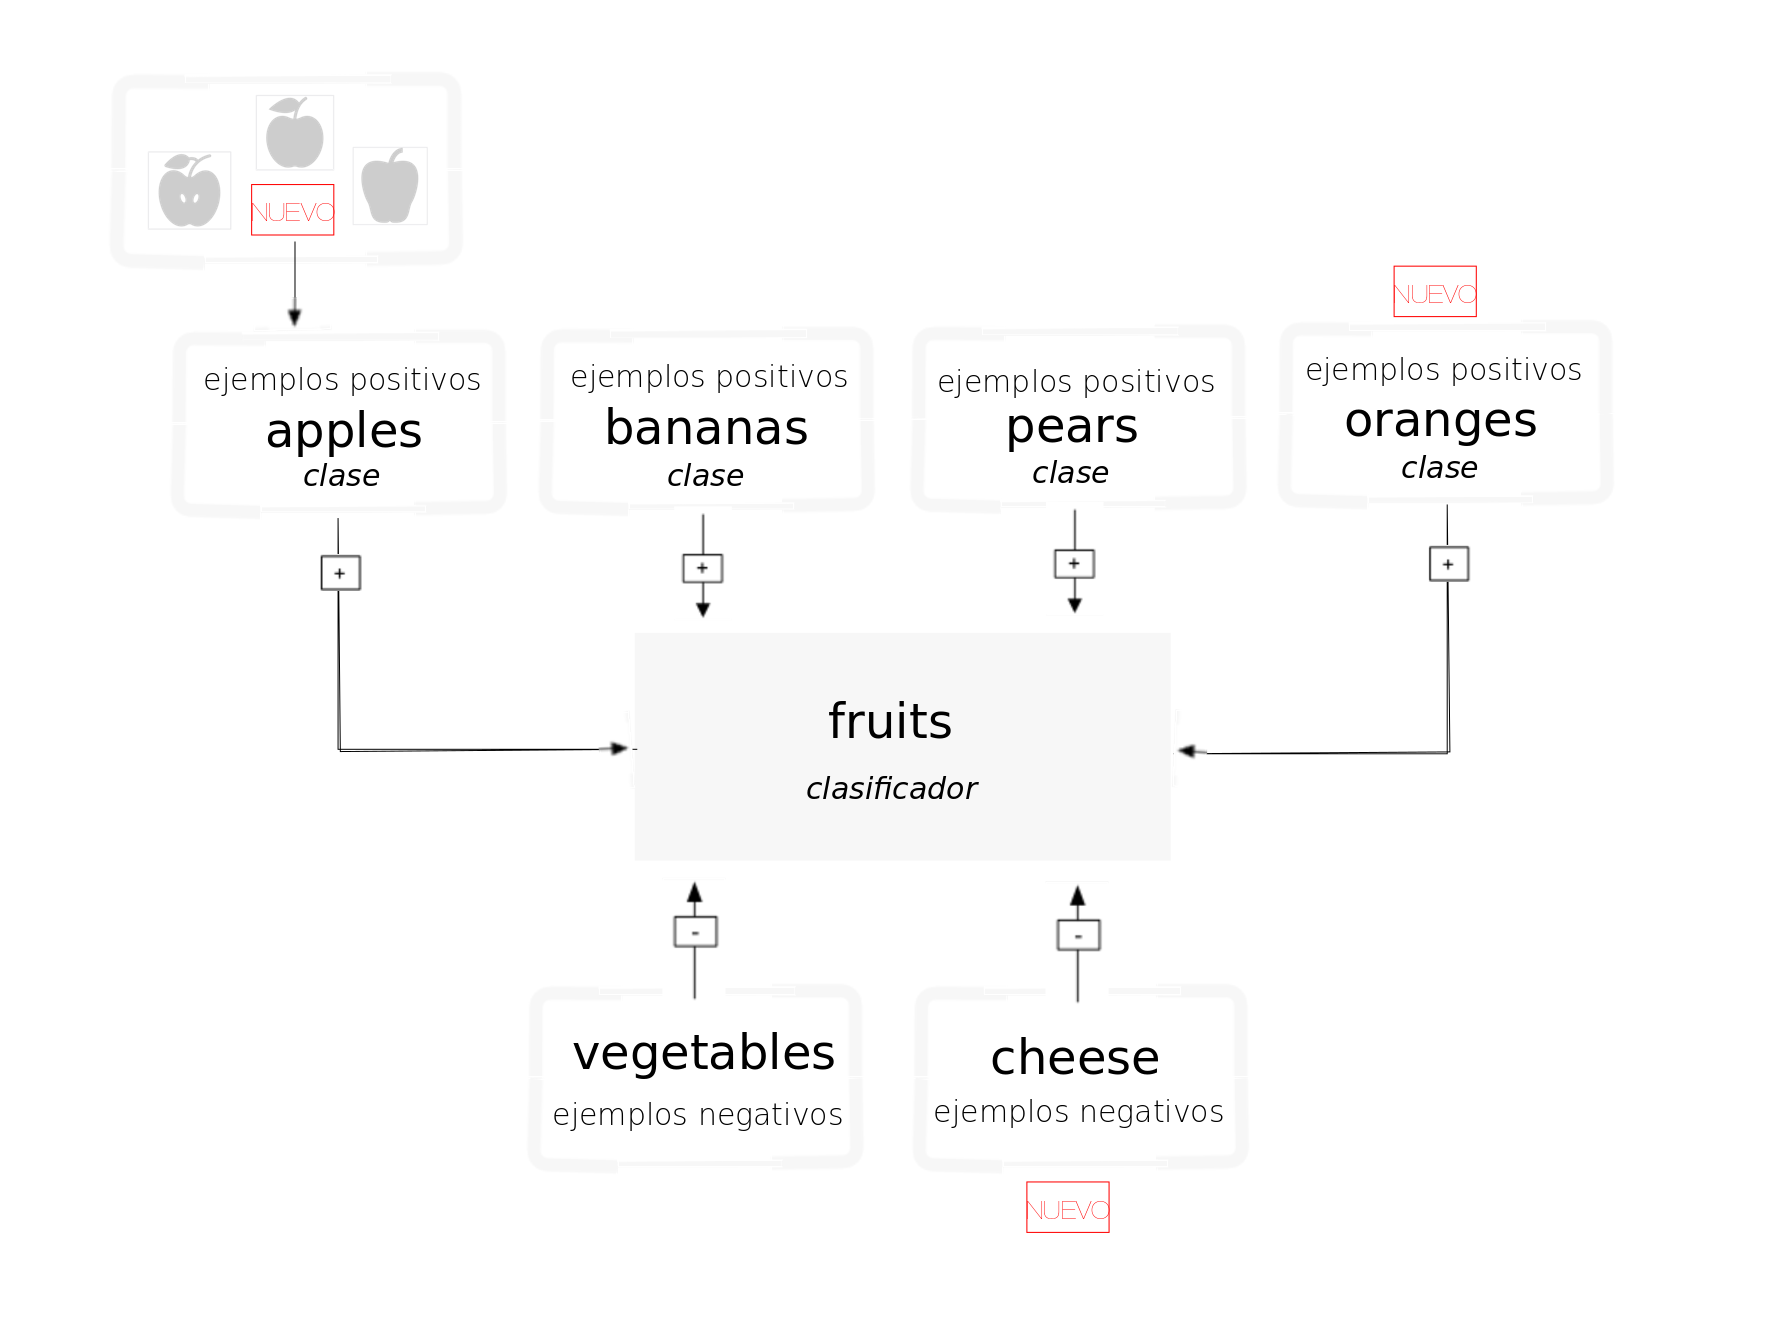 NUEVO
NUEVO
ejemplos positivos
apples
clase
ejemplos positivos
bananas
clase
ejemplos positivos
pears
clase
ejemplos positivos
oranges
clase
+
+
+
+
fruits
clasificador
-
-
vegetables
ejemplos negativos
cheese
ejemplos negativos
NUEVO